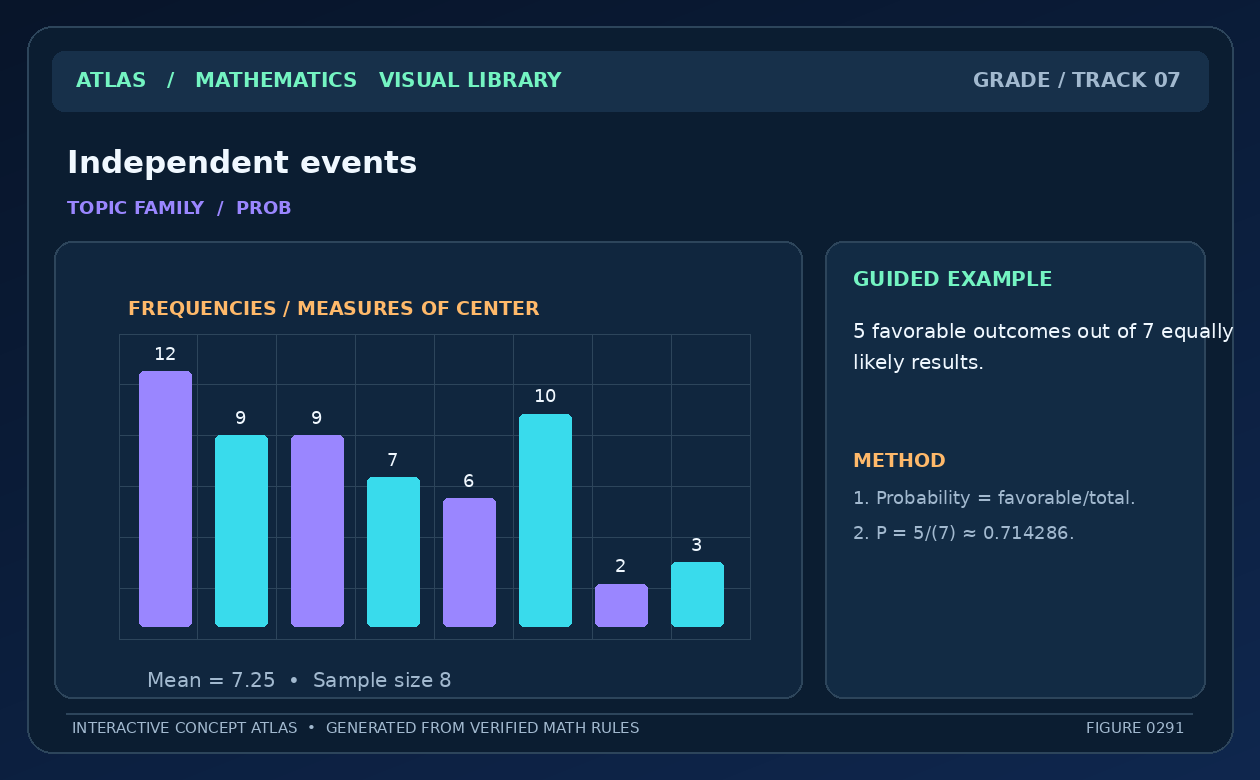 ATLAS / MATHEMATICS VISUAL LIBRARY
GRADE / TRACK 07
Independent events
TOPIC FAMILY / PROB
FREQUENCIES / MEASURES OF CENTER
12
9
9
7
6
10
2
3
Mean = 7.25 • Sample size 8
GUIDED EXAMPLE
5 favorable outcomes out of 7 equally
likely results.
METHOD
1. Probability = favorable/total.
2. P = 5/(7) ≈ 0.714286.
INTERACTIVE CONCEPT ATLAS • GENERATED FROM VERIFIED MATH RULES
FIGURE 0291